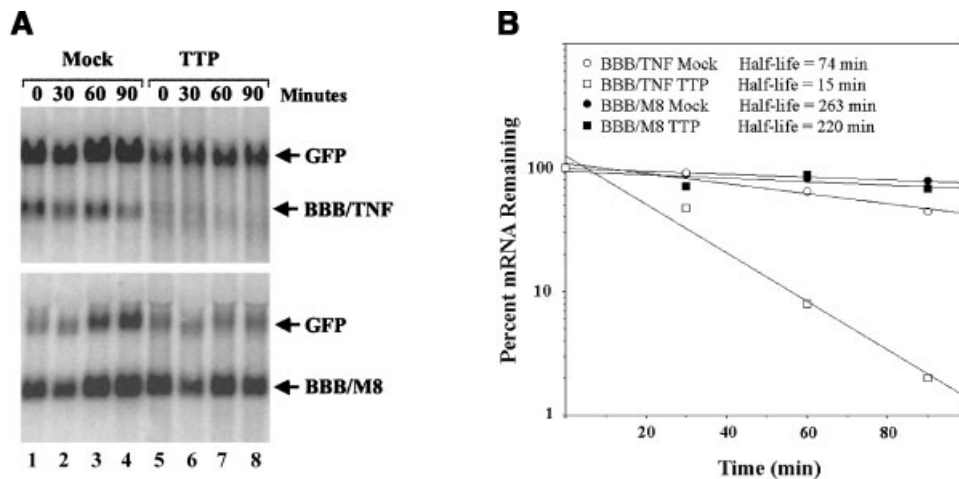 A
Mock TTP
0 30 60 90 0 30 60 90 Minutes
GFP
BBB/TNF
GFP
BBB/M8
1 2 3 4 5 6 7 8
B
BBB/TNF Mock Half-life = 74 min
BBB/TNF TTP Half-life = 15 min
BBB/M8 Mock Half-life = 263 min
BBB/M8 TTP Half-life = 220 min
Percent mRNA Remaining
100
10
1
20 40 60 80
Time (min)